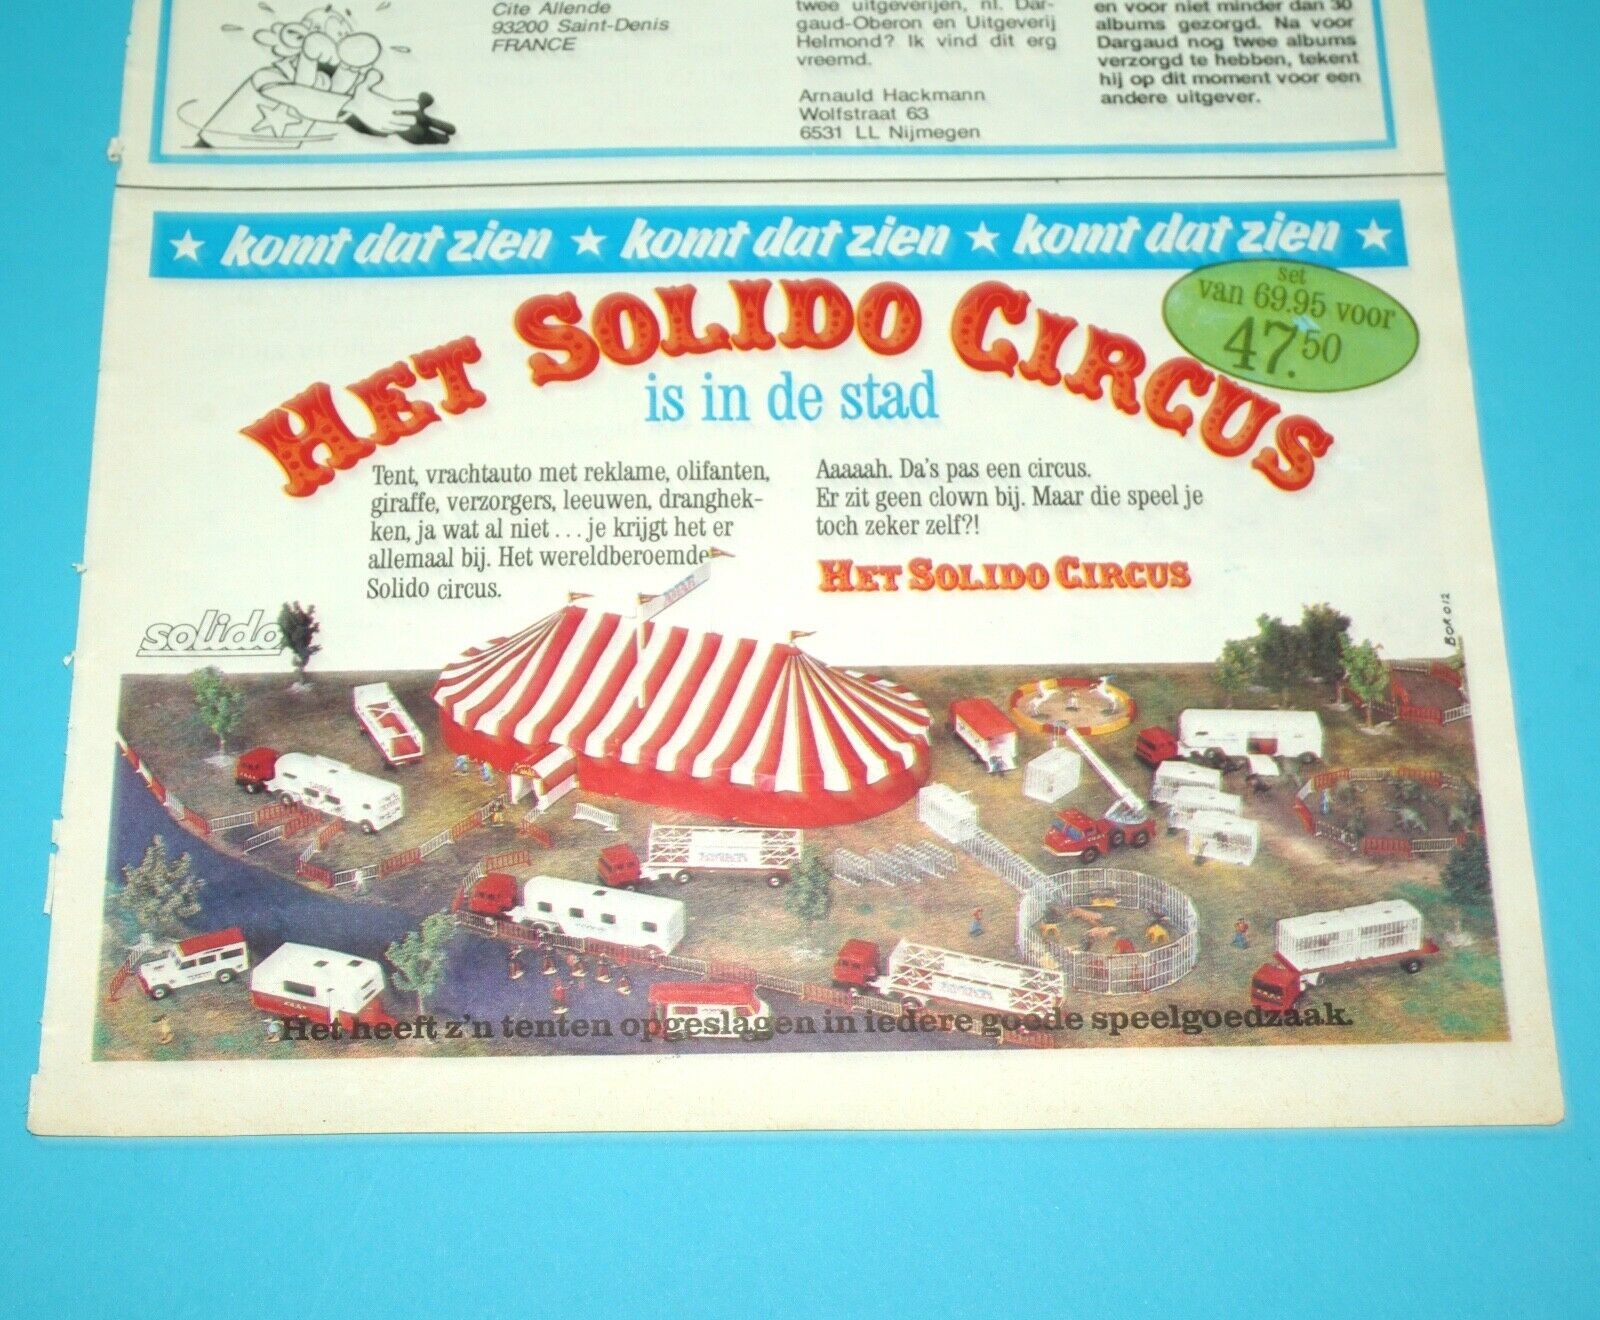 Cite Allende
93200 Saint-Denis
FRANCE
twee uitgeverijen, nl. Dar-
gaud-Oberon en Uitgeverij
Helmond? Ik vind dit erg
vreemd.
Arnauld Hackmann
Wolfstraat 63
6531 LL Nijmegen
en voor niet minder dan 30
albums gezorgd. Na voor
Dargaud nog twee albums
verzorgd te hebben, tekent
hij op dit moment voor een
andere uitgever.
★ komt dat zien ★ komt dat zien ★ komt dat zien ★
set
van 69.95 voor
47.50
HET SOLIDO CIRCUS
is in de stad
Tent, vrachtauto met reklame, olifanten,
giraffe, verzorgers, leeuwen, dranghek-
ken, ja wat al niet . . . je krijgt het er
allemaal bij. Het wereldberoemde
Solido circus.
Aaaaah. Da's pas een circus.
Er zit geen clown bij. Maar die speel je
toch zeker zelf?!
HET SOLIDO CIRCUS
solido
BOR 012
Het heeft z'n tenten opgeslagen in iedere goede speelgoedzaak.